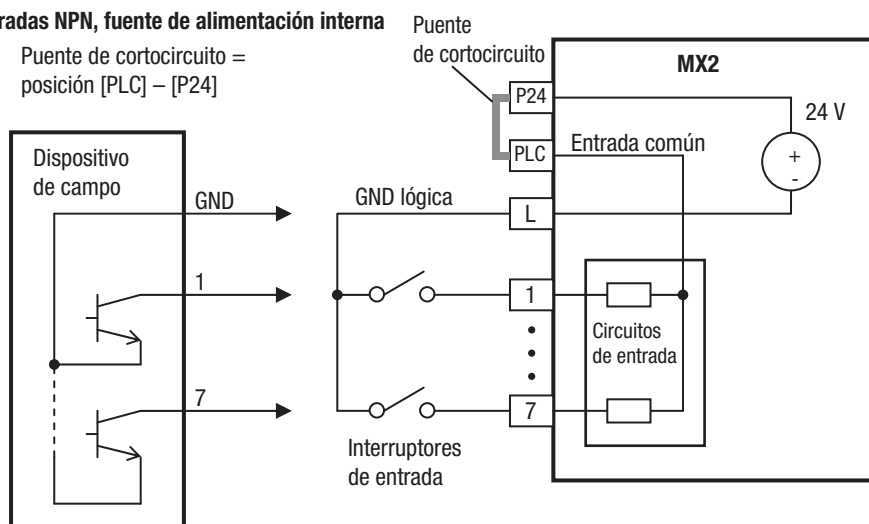 radas NPN, fuente de alimentación interna
Puente de cortocircuito =
posición [PLC] – [P24]
Puente
de cortocircuito
MX2
P24
24 V
PLC
Entrada común
+
-
Dispositivo
de campo
GND
GND lógica
L
1
1
Circuitos
de entrada
7
7
Interruptores
de entrada